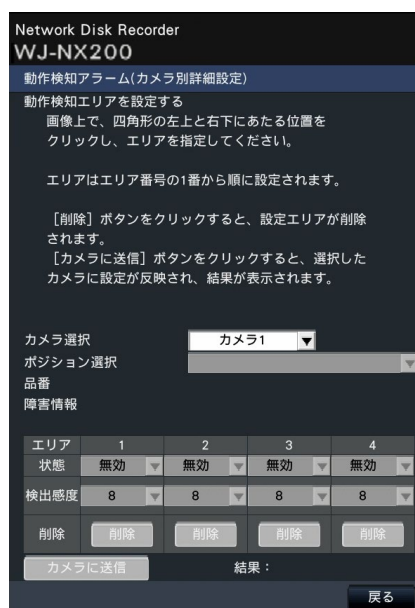 Network Disk Recorder
WJ-NX200
動作検知アラーム(カメラ別詳細設定)
動作検知エリアを設定する
画像上で、四角形の左上と右下にあたる位置を
クリックし、エリアを指定してください。
エリアはエリア番号の1番から順に設定されます。
［削除］ボタンをクリックすると、設定エリアが削除
されます。
［カメラに送信］ボタンをクリックすると、選択した
カメラに設定が反映され、結果が表示されます。
カメラ選択 カメラ1
ポジション選択
品番
障害情報
エリア 1 2 3 4
状態 無効 無効 無効 無効
検出感度 8 8 8 8
削除 削除 削除 削除 削除
カメラに送信 結果：
戻る